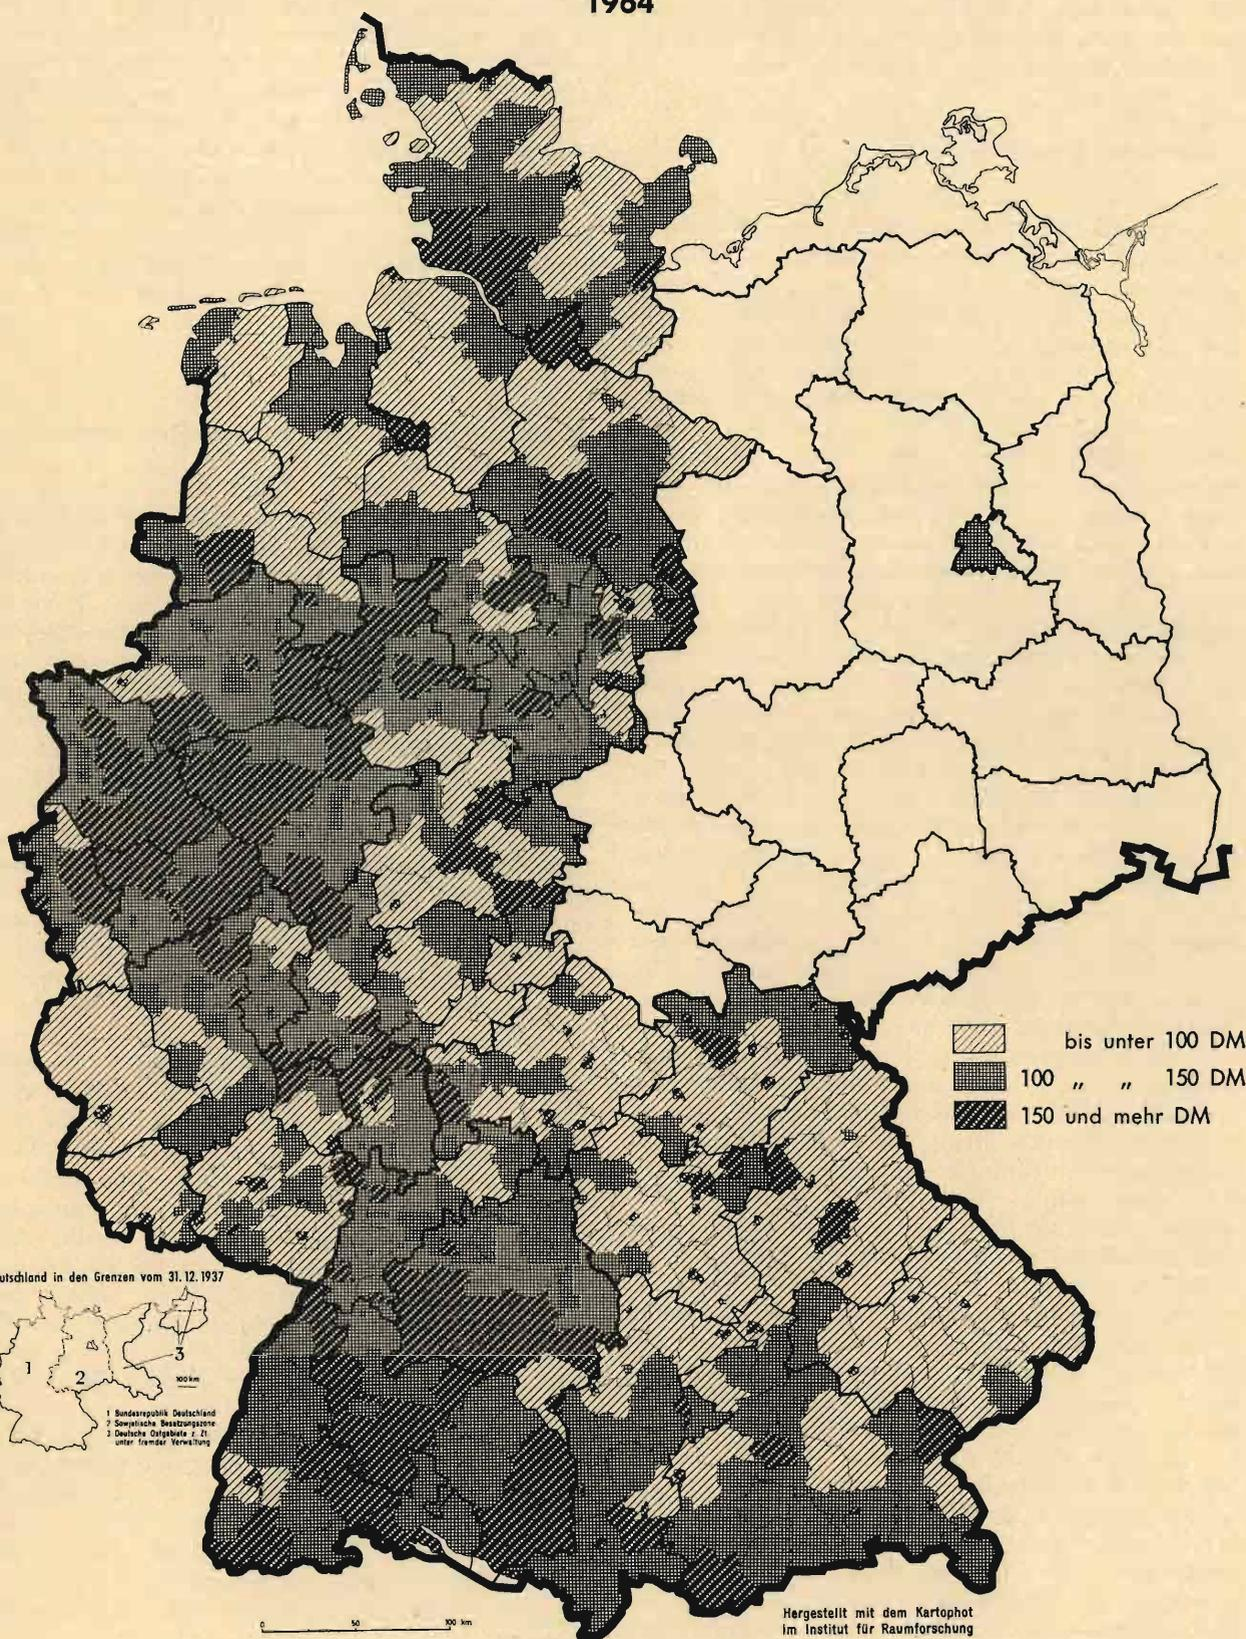 1964
bis unter 100 DM
100 „ „ 150 DM
150 und mehr DM
utschland in den Grenzen vom 31.12.1937
1
2
3
100 km
1 Bundesrepublik Deutschland
2 Sowjetische Besatzungszone
3 Deutsche Ostgebiete z. Zt.
unter fremder Verwaltung
0 50 100 km
Hergestellt mit dem Kartophot
im Institut für Raumforschung